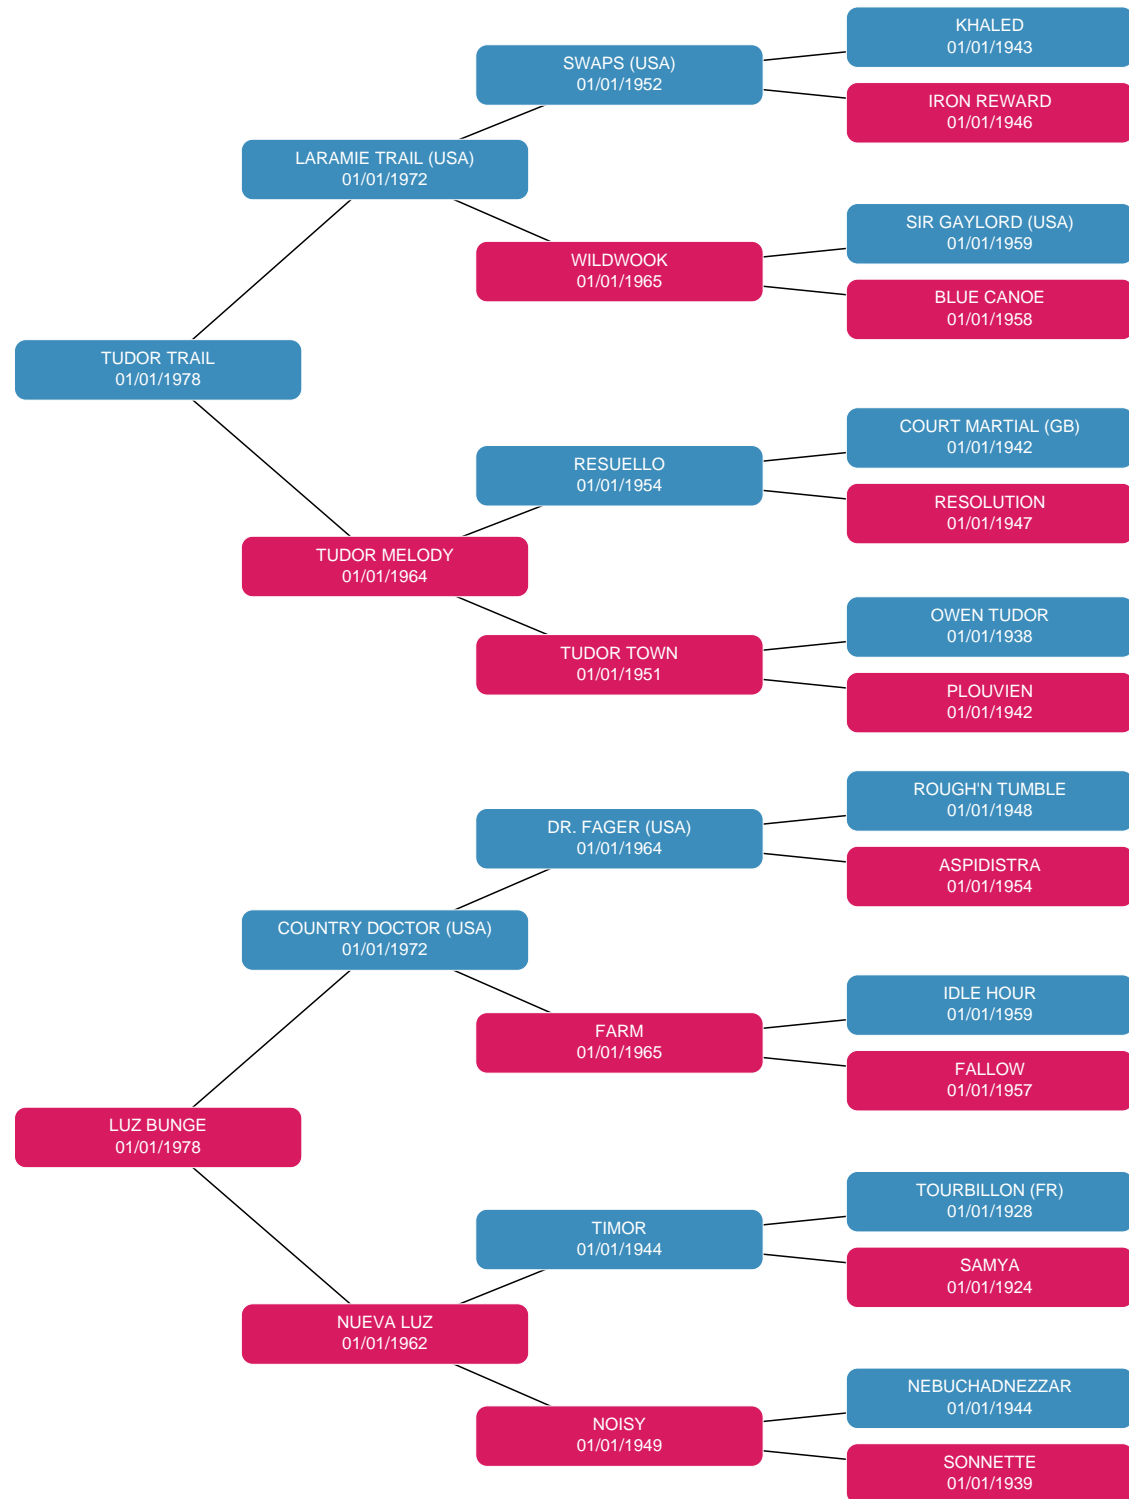 KHALED
01/01/1943
SWAPS (USA)
01/01/1952
IRON REWARD
01/01/1946
LARAMIE TRAIL (USA)
01/01/1972
SIR GAYLORD (USA)
01/01/1959
WILDWOOK
01/01/1965
BLUE CANOE
01/01/1958
TUDOR TRAIL
01/01/1978
COURT MARTIAL (GB)
01/01/1942
RESUELLO
01/01/1954
RESOLUTION
01/01/1947
TUDOR MELODY
01/01/1964
OWEN TUDOR
01/01/1938
TUDOR TOWN
01/01/1951
PLOUVIEN
01/01/1942
ROUGH'N TUMBLE
01/01/1948
DR. FAGER (USA)
01/01/1964
ASPIDISTRA
01/01/1954
COUNTRY DOCTOR (USA)
01/01/1972
IDLE HOUR
01/01/1959
FARM
01/01/1965
FALLOW
01/01/1957
LUZ BUNGE
01/01/1978
TOURBILLON (FR)
01/01/1928
TIMOR
01/01/1944
SAMYA
01/01/1924
NUEVA LUZ
01/01/1962
NEBUCHADNEZZAR
01/01/1944
NOISY
01/01/1949
SONNETTE
01/01/1939